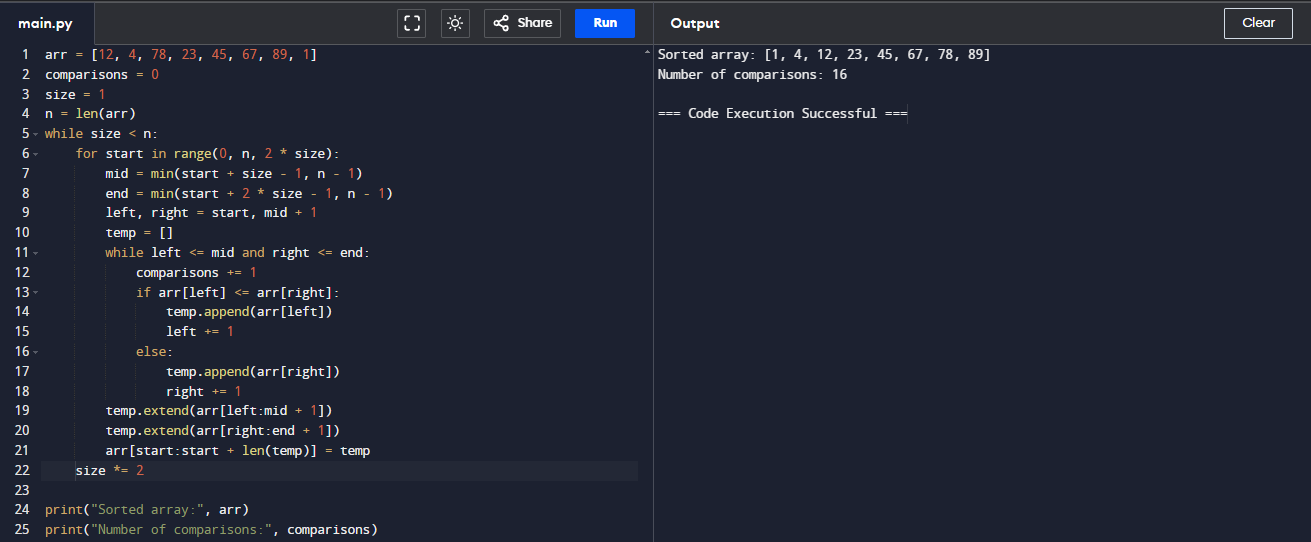 main.py Share Run Output Clear
1 arr = [12, 4, 78, 23, 45, 67, 89, 1]
2 comparisons = 0
3 size = 1
4 n = len(arr)
5 while size < n:
6     for start in range(0, n, 2 * size):
7         mid = min(start + size - 1, n - 1)
8         end = min(start + 2 * size - 1, n - 1)
9         left, right = start, mid + 1
10         temp = []
11         while left <= mid and right <= end:
12             comparisons += 1
13             if arr[left] <= arr[right]:
14                 temp.append(arr[left])
15                 left += 1
16             else:
17                 temp.append(arr[right])
18                 right += 1
19         temp.extend(arr[left:mid + 1])
20         temp.extend(arr[right:end + 1])
21         arr[start:start + len(temp)] = temp
22     size *= 2
23
24 print("Sorted array:", arr)
25 print("Number of comparisons:", comparisons)
Sorted array: [1, 4, 12, 23, 45, 67, 78, 89]
Number of comparisons: 16
=== Code Execution Successful ===